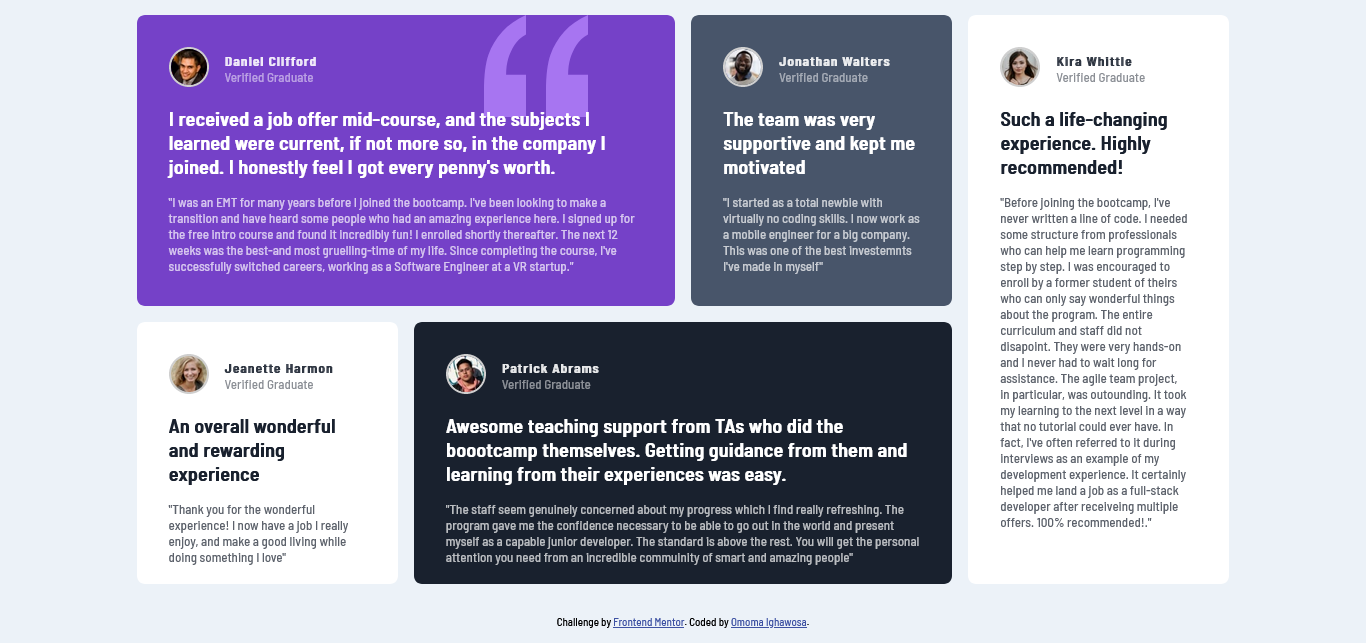 Daniel Clifford
Verified Graduate
I received a job offer mid-course, and the subjects I
learned were current, if not more so, in the company I
joined. I honestly feel I got every penny's worth.
"I was an EMT for many years before I joined the bootcamp. I've been looking to make a
transition and have heard some people who had an amazing experience here. I signed up for
the free intro course and found it incredibly fun! I enrolled shortly thereafter. The next 12
weeks was the best-and most gruelling-time of my life. Since completing the course, I've
successfully switched careers, working as a Software Engineer at a VR startup."
Jonathan Walters
Verified Graduate
The team was very
supportive and kept me
motivated
"I started as a total newbie with
virtually no coding skills. I now work as
a mobile engineer for a big company.
This was one of the best investemnts
I've made in myself"
Kira Whittle
Verified Graduate
Such a life-changing
experience. Highly
recommended!
"Before joining the bootcamp, I've
never written a line of code. I needed
some structure from professionals
who can help me learn programming
step by step. I was encouraged to
enroll by a former student of theirs
who can only say wonderful things
about the program. The entire
curriculum and staff did not
disapoint. They were very hands-on
and I never had to wait long for
assistance. The agile team project,
in particular, was outounding. It took
my learning to the next level in a way
that no tutorial could ever have. In
fact, I've often referred to it during
interviews as an example of my
development experience. It certainly
helped me land a job as a full-stack
developer after receiveing multiple
offers. 100% recommended!."
Jeanette Harmon
Verified Graduate
An overall wonderful
and rewarding
experience
"Thank you for the wonderful
experience! I now have a job I really
enjoy, and make a good living while
doing something I love"
Patrick Abrams
Verified Graduate
Awesome teaching support from TAs who did the
boootcamp themselves. Getting guidance from them and
learning from their experiences was easy.
"The staff seem genuinely concerned about my progress which I find really refreshing. The
program gave me the confidence necessary to be able to go out in the world and present
myself as a capable junior developer. The standard is above the rest. You will get the personal
attention you need from an incredible commuinity of smart and amazing people"
Challenge by Frontend Mentor. Coded by Omoma Ighawosa.